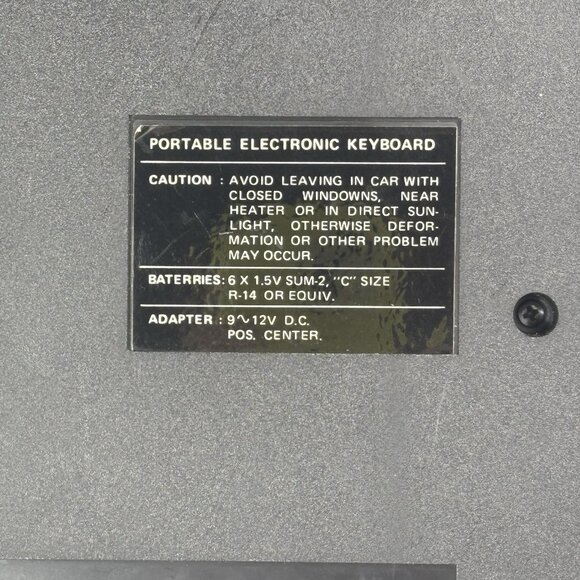 PORTABLE ELECTRONIC KEYBOARD
CAUTION : AVOID LEAVING IN CAR WITH
CLOSED WINDOWNS, NEAR
HEATER OR IN DIRECT SUN-
LIGHT, OTHERWISE DEFOR-
MATION OR OTHER PROBLEM
MAY OCCUR.
BATERRIES: 6 X 1.5V SUM-2, "C" SIZE
R-14 OR EQUIV.
ADAPTER : 9∿12V D.C.
POS. CENTER.